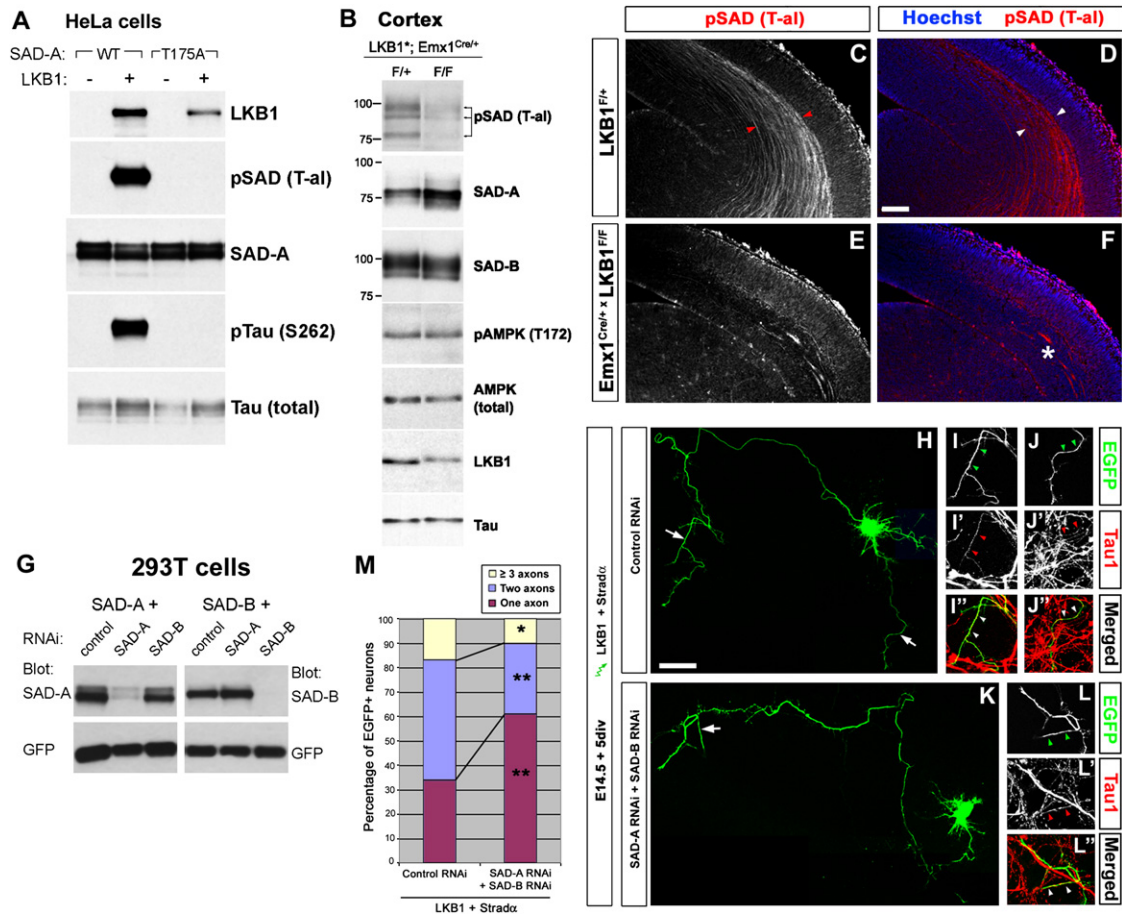 A
HeLa cells
SAD-A: WT T175A
LKB1: - + - +
LKB1
pSAD (T-al)
SAD-A
pTau (S262)
Tau (total)
B
Cortex
LKB1*; Emx1Cre/+
F/+ F/F
100
75
pSAD (T-al)
100
75
SAD-A
100
75
SAD-B
pAMPK (T172)
AMPK
(total)
LKB1
Tau
pSAD (T-al)
Hoechst pSAD (T-al)
LKB1F/+
C
D
Emx1Cre/+ x LKB1F/F
E
F
*
G
293T cells
SAD-A + SAD-B +
RNAi: control SAD-A SAD-B control SAD-A SAD-B
Blot:
SAD-A
Blot:
SAD-B
GFP
GFP
M
≥ 3 axons
Two axons
One axon
Percentage of EGFP+ neurons
100
90
80
70
60
50
40
30
20
10
0
*
**
**
Control RNAi
SAD-A RNAi
+ SAD-B RNAi
LKB1 + Stradα
E14.5 + 5div
LKB1 + Stradα
Control RNAi
H
I
J
EGFP
I'
J'
Tau1
I"
J"
Merged
SAD-A RNAi + SAD-B RNAi
K
L
EGFP
L'
Tau1
L"
Merged